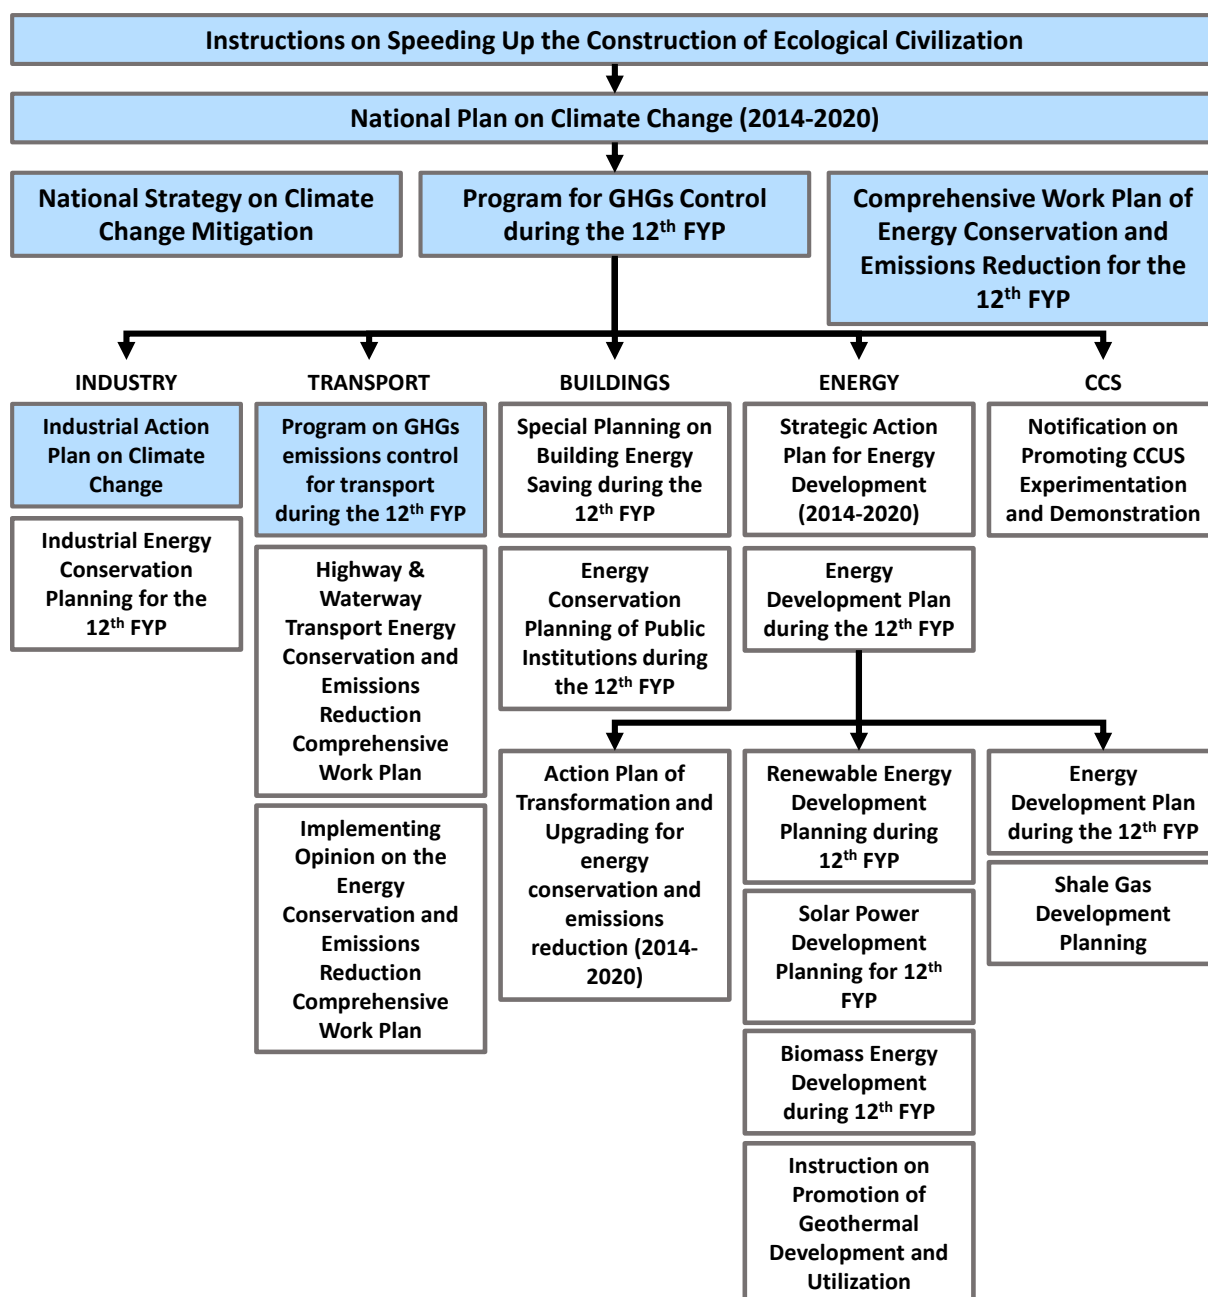 Instructions on Speeding Up the Construction of Ecological Civilization
National Plan on Climate Change (2014-2020)
National Strategy on Climate
Change Mitigation
Program for GHGs Control
during the 12th FYP
Comprehensive Work Plan of
Energy Conservation and
Emissions Reduction for the
12th FYP
INDUSTRY
TRANSPORT
BUILDINGS
ENERGY
CCS
Industrial Action
Plan on Climate
Change
Industrial Energy
Conservation
Planning for the
12th FYP
Program on GHGs
emissions control
for transport
during the 12th FYP
Highway &
Waterway
Transport Energy
Conservation and
Emissions
Reduction
Comprehensive
Work Plan
Implementing
Opinion on the
Energy
Conservation and
Emissions
Reduction
Comprehensive
Work Plan
Special Planning on
Building Energy
Saving during the
12th FYP
Energy
Conservation
Planning of Public
Institutions during
the 12th FYP
Strategic Action
Plan for Energy
Development
(2014-2020)
Energy
Development Plan
during the 12th FYP
Notification on
Promoting CCUS
Experimentation
and Demonstration
Action Plan of
Transformation and
Upgrading for
energy
conservation and
emissions
reduction (2014-
2020)
Renewable Energy
Development
Planning during
12th FYP
Solar Power
Development
Planning for 12th
FYP
Biomass Energy
Development
during 12th FYP
Instruction on
Promotion of
Geothermal
Development and
Utilization
Energy
Development Plan
during the 12th FYP
Shale Gas
Development
Planning